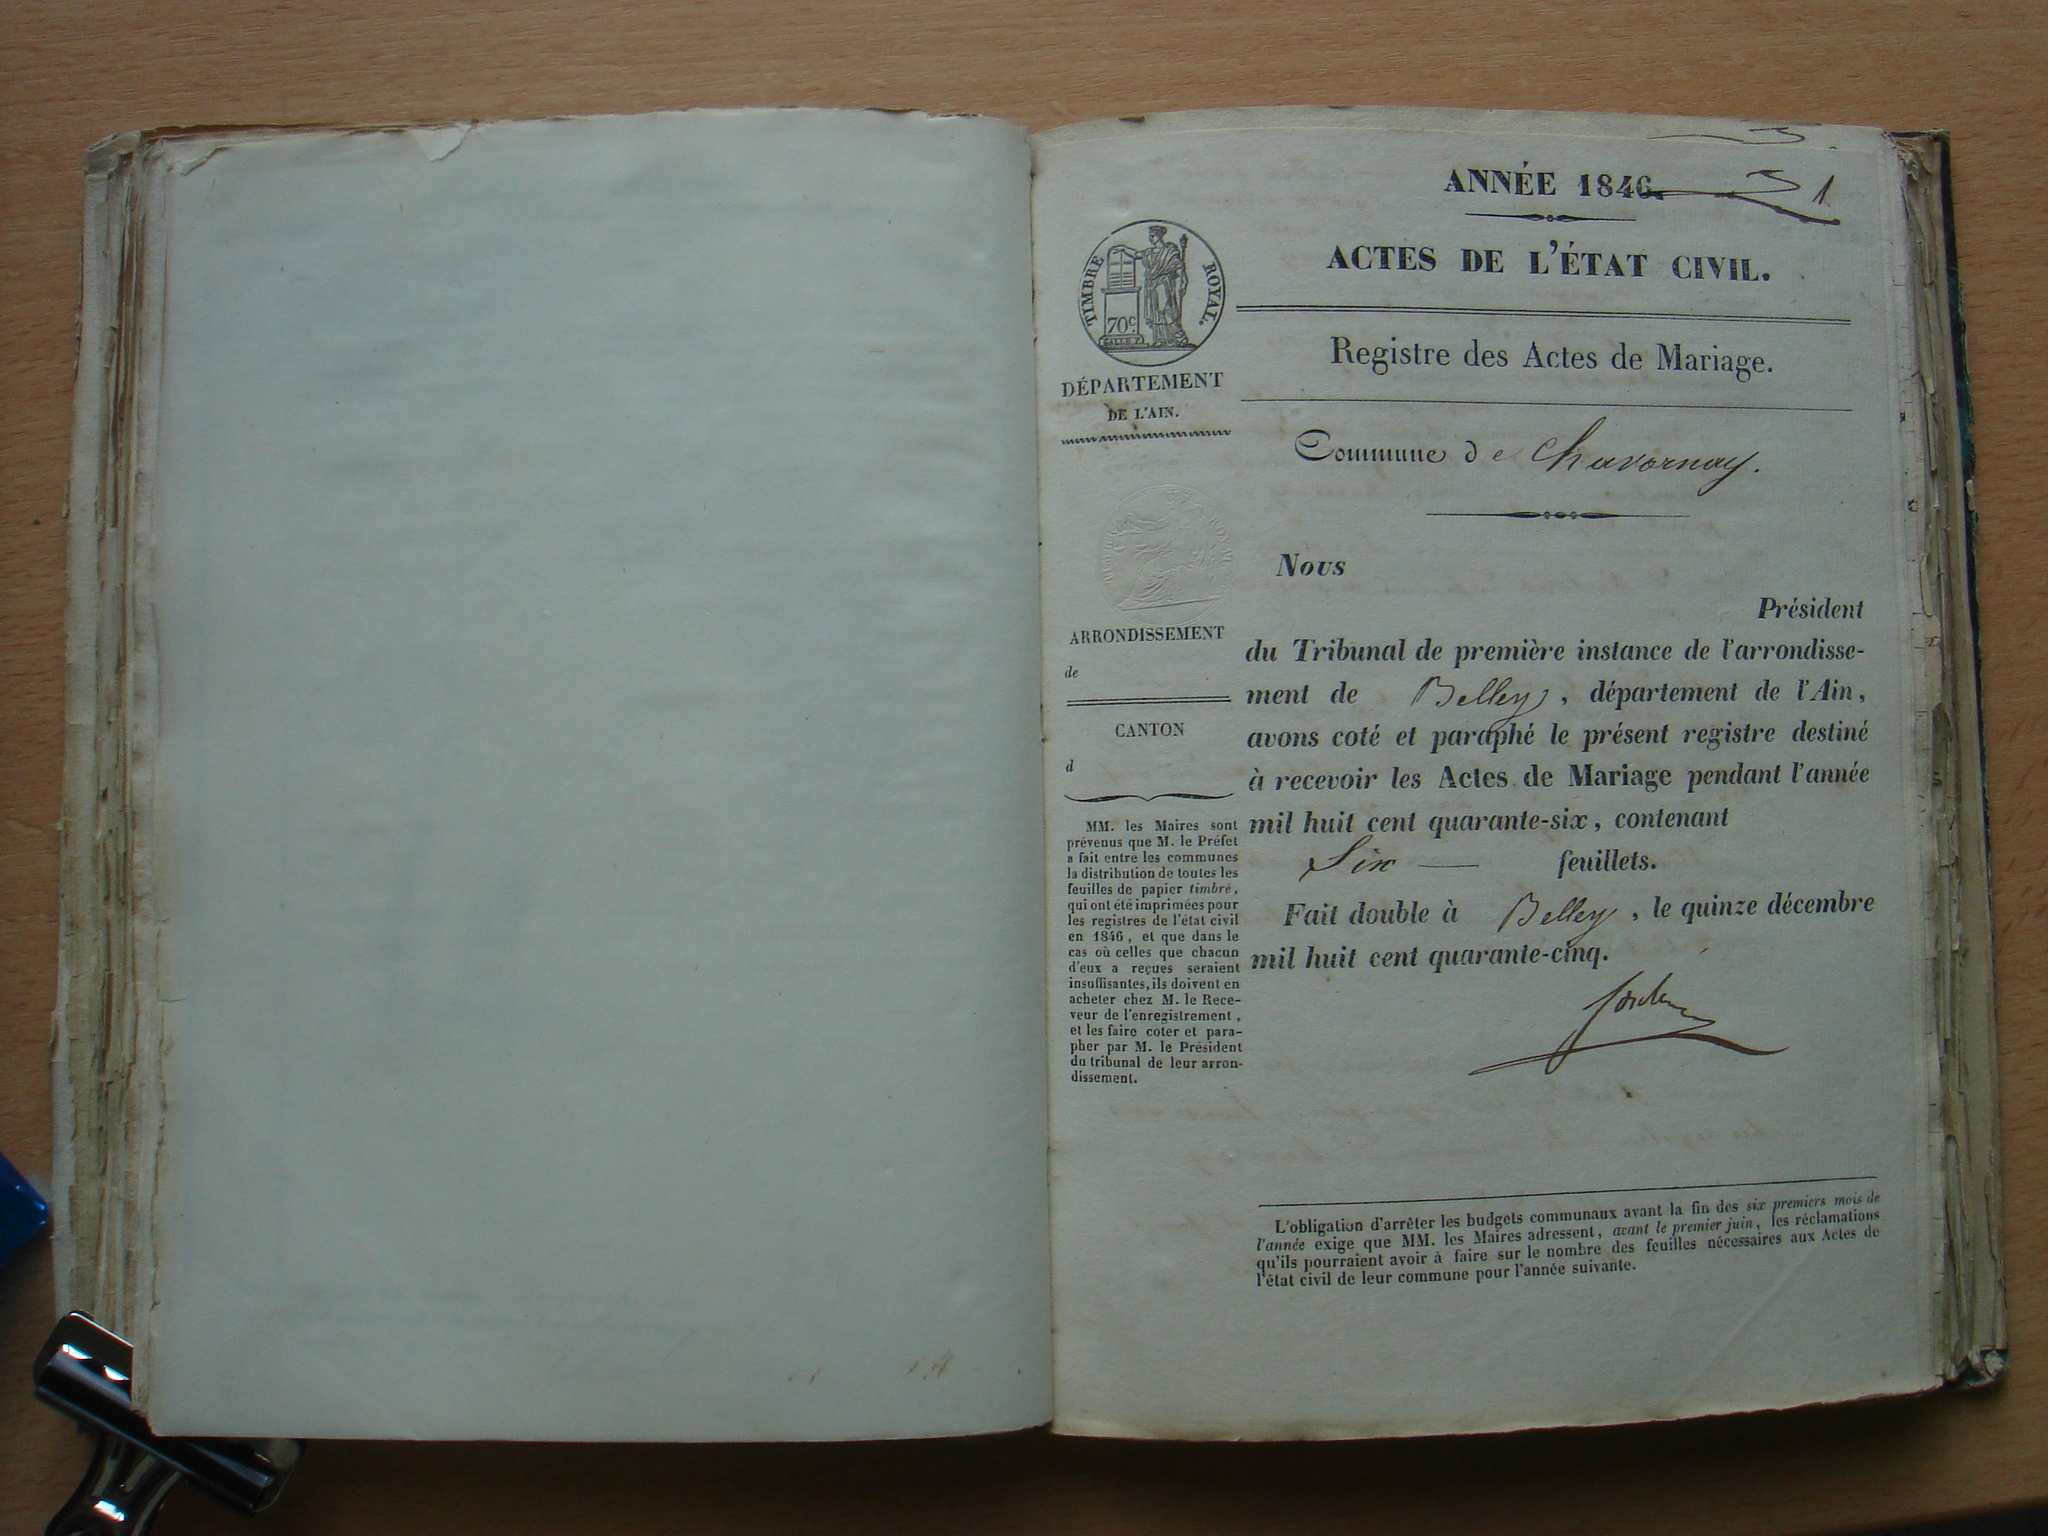 ANNÉE 1846.
1
ACTES DE L'ÉTAT CIVIL.
Registre des Actes de Mariage.
TIMBRE ROYAL.
70c
DÉPARTEMENT
DE L'AIN.
Commune de Chavornay.
ARRONDISSEMENT
de
CANTON
d
MM. les Maires sont
prévenus que M. le Préfet
a fait entre les communes
la distribution de toutes les
feuilles de papier timbré,
qui ont été imprimées pour
les registres de l'état civil
en 1846, et que dans le
cas où celles que chacun
d'eux a reçues seraient
insuffisantes, ils doivent en
acheter chez M. le Rece-
veur de l'enregistrement,
et les faire coter et para-
pher par M. le Président
du tribunal de leur arron-
dissement.
Nous
Président
du Tribunal de première instance de l'arrondisse-
ment de Belley, département de l'Ain,
avons coté et paraphé le présent registre destiné
à recevoir les Actes de Mariage pendant l'année
mil huit cent quarante-six, contenant
Six — feuillets.
Fait double à Belley, le quinze décembre
mil huit cent quarante-cinq.
L'obligation d'arrêter les budgets communaux avant la fin des six premiers mois de
l'année exige que MM. les Maires adressent, avant le premier juin, les réclamations
qu'ils pourraient avoir à faire sur le nombre des feuilles nécessaires aux Actes de
l'état civil de leur commune pour l'année suivante.